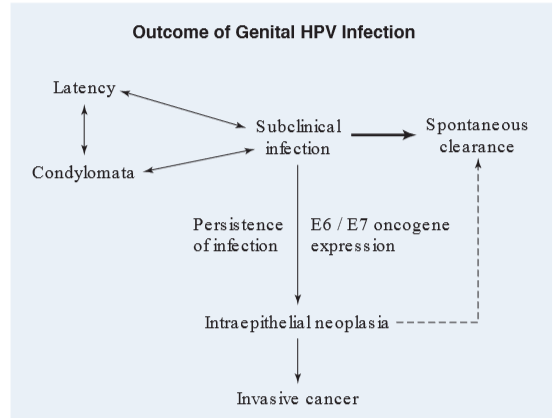 Outcome of Genital HPV Infection
Latency
Subclinical
infection
Spontaneous
clearance
Condylomata
Persistence
of infection
E6 / E7 oncogene
expression
Intraepithelial neoplasia
Invasive cancer